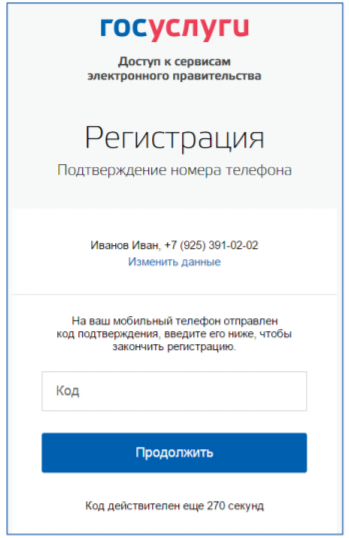 госуслуги
Доступ к сервисам
электронного правительства
Регистрация
Подтверждение номера телефона
Иванов Иван, +7 (925) 391-02-02
Изменить данные
На ваш мобильный телефон отправлен
код подтверждения, введите его ниже, чтобы
закончить регистрацию.
Код
Продолжить
Код действителен еще 270 секунд